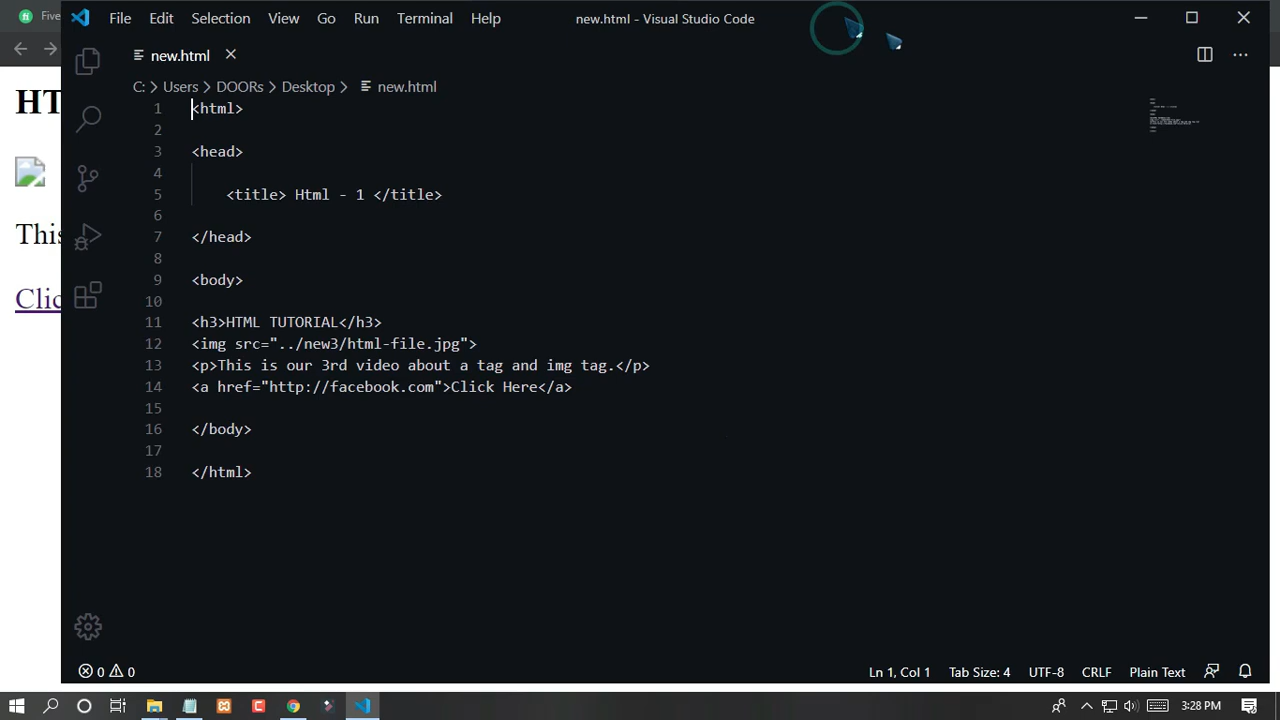 Five
File Edit Selection View Go Run Terminal Help new.html - Visual Studio Code
new.html
C: > Users > DOORs > Desktop > new.html
HT
This
Clic
1 <html>
2
3 <head>
4
5 <title> Html - 1 </title>
6
7 </head>
8
9 <body>
10
11 <h3>HTML TUTORIAL</h3>
12 <img src="../new3/html-file.jpg">
13 <p>This is our 3rd video about a tag and img tag.</p>
14 <a href="http://facebook.com">Click Here</a>
15
16 </body>
17
18 </html>
0 0 Ln 1, Col 1 Tab Size: 4 UTF-8 CRLF Plain Text
3:28 PM